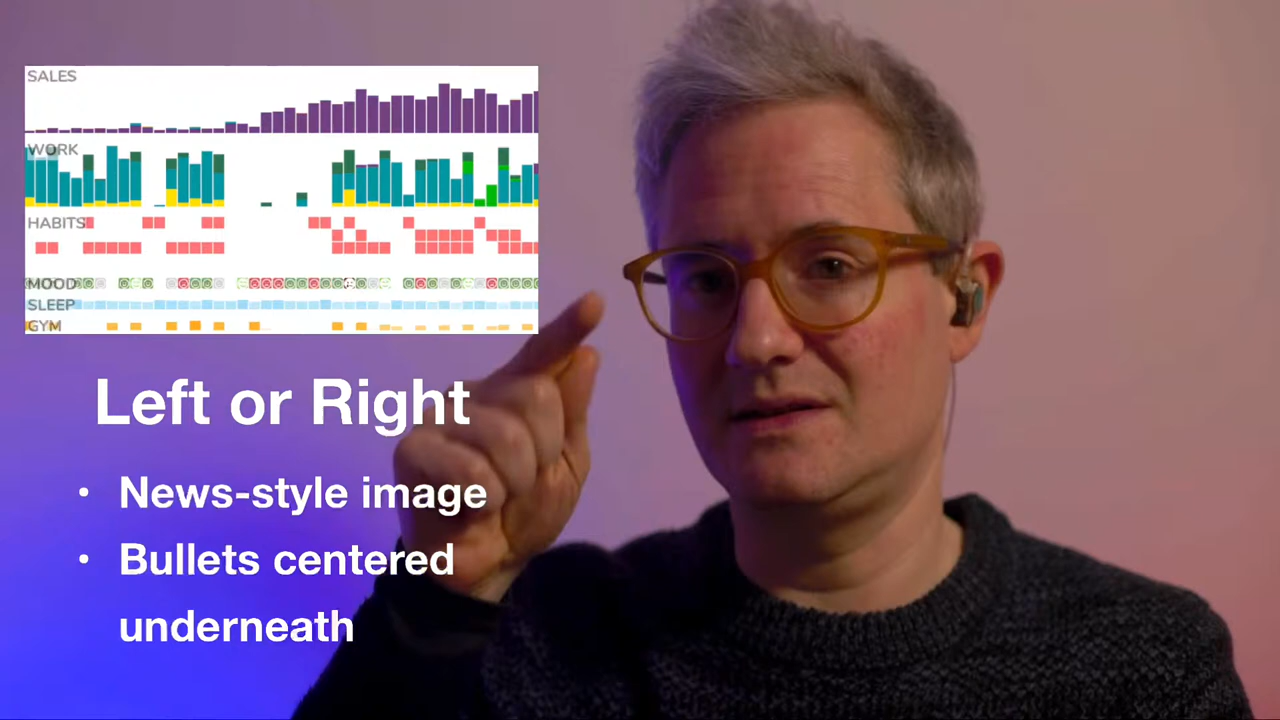 SALES
WORK
HABITS
MOOD
SLEEP
GYM
Left or Right
• News-style image
• Bullets centered
underneath